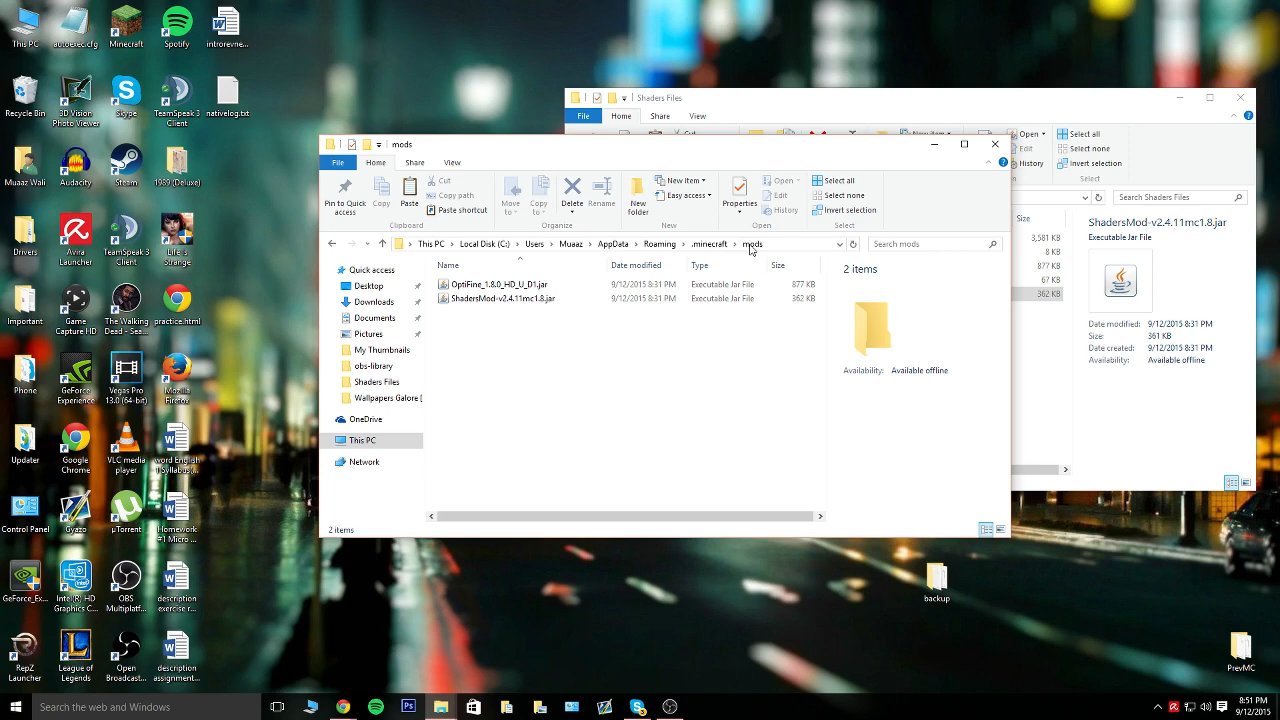 This PC
autoexec.cfg
Minecraft
Spotify
introrevne...
Recycle Bin
3D Vision
Photo Viewer
Skype
TeamSpeak 3
Client
nativelog.txt
Muaaz Wali
Audacity
Steam
1989 (Deluxe)
Drivers
Avira
Launcher
TeamSpeak 3
Client
Life is
Strange
Important
Game
Capture HD
The Walking
Dead - Sea...
practice.html
Phone
GeForce
Experience
Vegas Pro
13.0 (64-bit)
Mozilla
Firefox
Updater
Google
Chrome
VLC media
player
word English
1 Syllabus(...
Control Panel
Gyazo
µTorrent
Homework
#1 Micro ...
GeForce_Ex...
Intel(R) HD
Graphics C...
OBS
Multiplatf...
description
exercise r...
RepZ
Launcher
League of
Legends
Open
Broadcast...
description
assignment...
Shaders Files
File
Home
Share
View
Cut
New item
Open
Edit
History
Select all
Select none
Invert selection
Select
Search Shaders Files
Size
3,581 KB
8 KB
877 KB
67 KB
362 KB
ShadersMod-v2.4.11mc1.8.jar
Executable Jar File
Date modified: 9/12/2015 8:31 PM
Size: 361 KB
Date created: 9/12/2015 8:31 PM
Availability: Available offline
mods
File
Home
Share
View
Pin to Quick
access
Copy
Paste
Cut
Copy path
Paste shortcut
Clipboard
Move
to
Copy
to
Delete
Rename
Organize
New
folder
New item
Easy access
New
Properties
Open
Edit
History
Open
Select all
Select none
Invert selection
Select
This PC
Local Disk (C:)
Users
Muaaz
AppData
Roaming
.minecraft
mods
Search mods
Quick access
Desktop
Downloads
Documents
Pictures
My Thumbnails
obs-library
Shaders Files
Wallpapers Galore [
OneDrive
This PC
Network
Name
Date modified
Type
Size
OptiFine_1.8.0_HD_U_D1.jar 9/12/2015 8:31 PM Executable Jar File 877 KB
ShadersMod-v2.4.11mc1.8.jar 9/12/2015 8:31 PM Executable Jar File 362 KB
2 items
Availability: Available offline
2 items
backup
PrevMC
Search the web and Windows
8:51 PM
9/12/2015